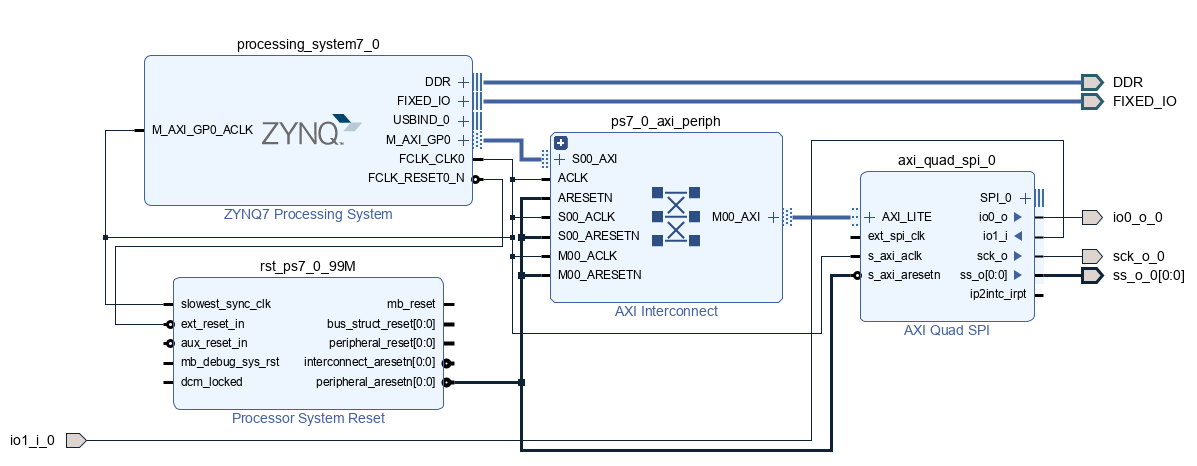 processing_system7_0
DDR
FIXED_IO
USBIND_0
M_AXI_GP0
FCLK_CLK0
FCLK_RESET0_N
M_AXI_GP0_ACLK
ZYNQ
ZYNQ7 Processing System
DDR
FIXED_IO
ps7_0_axi_periph
S00_AXI
ACLK
ARESETN
S00_ACLK
S00_ARESETN
M00_ACLK
M00_ARESETN
M00_AXI
AXI Interconnect
axi_quad_spi_0
SPI_0
AXI_LITE
io0_o
ext_spi_clk
io1_i
s_axi_aclk
sck_o
s_axi_aresetn
ss_o[0:0]
ip2intc_irpt
AXI Quad SPI
io0_o_0
sck_o_0
ss_o_0[0:0]
rst_ps7_0_99M
slowest_sync_clk
mb_reset
ext_reset_in
bus_struct_reset[0:0]
aux_reset_in
peripheral_reset[0:0]
mb_debug_sys_rst
interconnect_aresetn[0:0]
dcm_locked
peripheral_aresetn[0:0]
Processor System Reset
io1_i_0